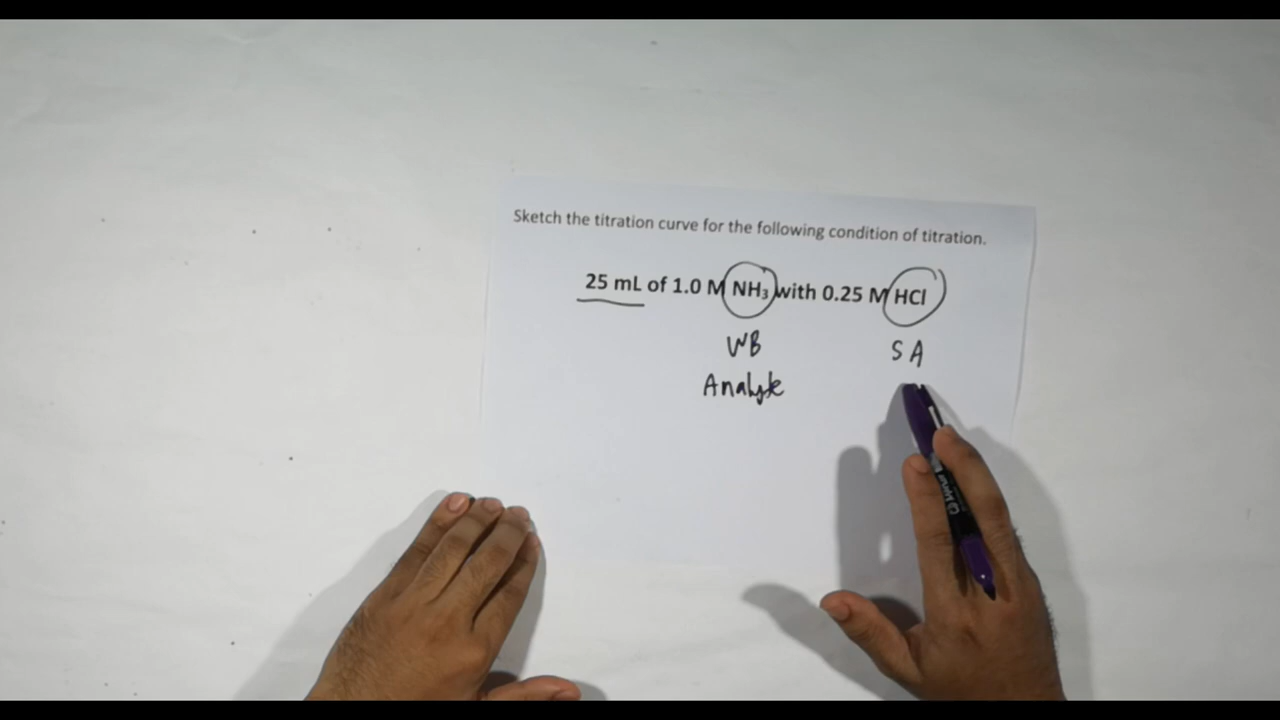 Sketch the titration curve for the following condition of titration.
25 mL of 1.0 M NH₃ with 0.25 M HCl
WB SA
Analyte